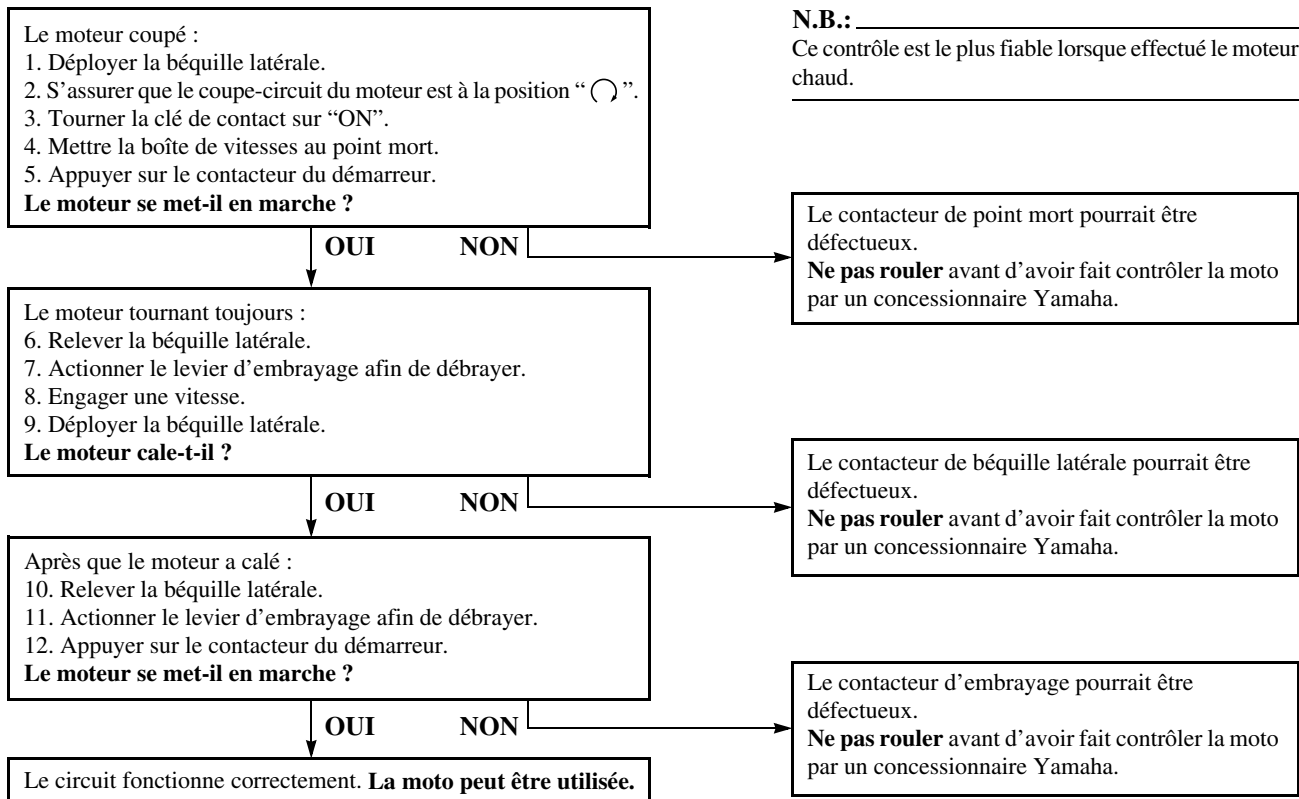 Le moteur coupé :
1. Déployer la béquille latérale.
2. S’assurer que le coupe-circuit du moteur est à la position “ ”.
3. Tourner la clé de contact sur “ON”.
4. Mettre la boîte de vitesses au point mort.
5. Appuyer sur le contacteur du démarreur.
Le moteur se met-il en marche ?
N.B.:
Ce contrôle est le plus fiable lorsque effectué le moteur
chaud.
OUI NON
Le contacteur de point mort pourrait être
défectueux.
Ne pas rouler avant d’avoir fait contrôler la moto
par un concessionnaire Yamaha.
Le moteur tournant toujours :
6. Relever la béquille latérale.
7. Actionner le levier d’embrayage afin de débrayer.
8. Engager une vitesse.
9. Déployer la béquille latérale.
Le moteur cale-t-il ?
OUI NON
Le contacteur de béquille latérale pourrait être
défectueux.
Ne pas rouler avant d’avoir fait contrôler la moto
par un concessionnaire Yamaha.
Après que le moteur a calé :
10. Relever la béquille latérale.
11. Actionner le levier d’embrayage afin de débrayer.
12. Appuyer sur le contacteur du démarreur.
Le moteur se met-il en marche ?
OUI NON
Le contacteur d’embrayage pourrait être
défectueux.
Ne pas rouler avant d’avoir fait contrôler la moto
par un concessionnaire Yamaha.
Le circuit fonctionne correctement. La moto peut être utilisée.